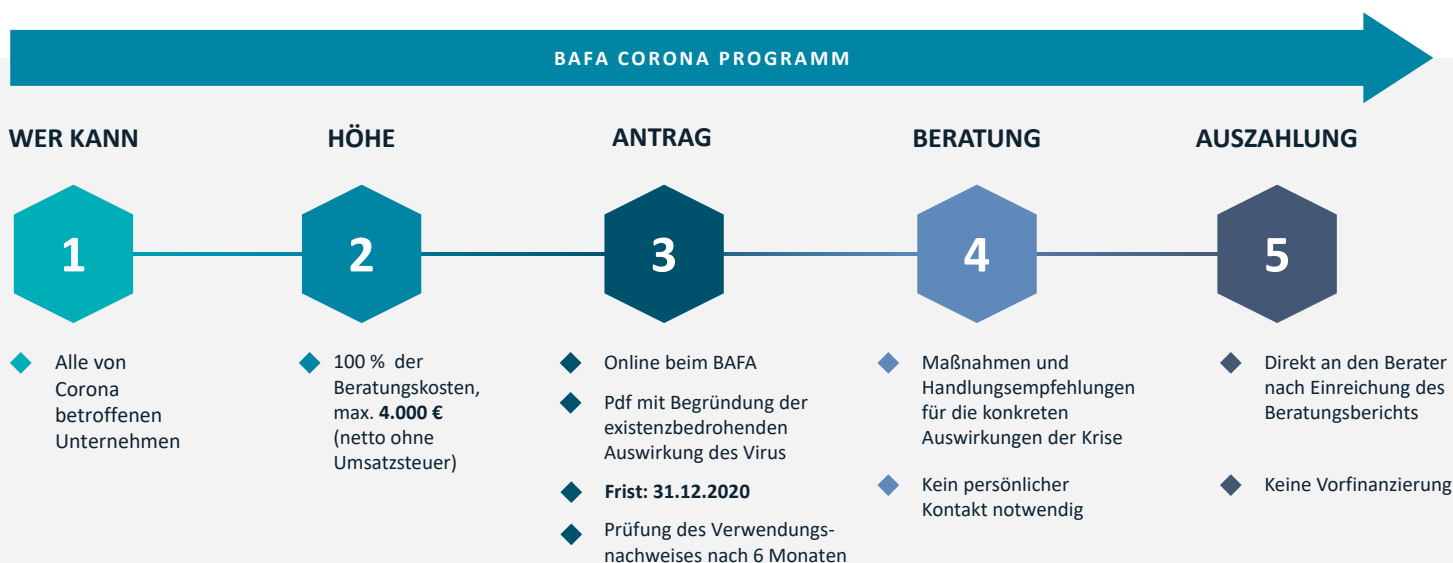 BAFA CORONA PROGRAMM
WER KANN
HÖHE
ANTRAG
BERATUNG
AUSZAHLUNG
1
2
3
4
5
Alle von
Corona
betroffenen
Unternehmen
100 % der
Beratungskosten,
max. 4.000 €
(netto ohne
Umsatzsteuer)
Online beim BAFA
Pdf mit Begründung der
existenzbedrohenden
Auswirkung des Virus
Frist: 31.12.2020
Prüfung des Verwendungs-
nachweises nach 6 Monaten
Maßnahmen und
Handlungsempfehlungen
für die konkreten
Auswirkungen der Krise
Kein persönlicher
Kontakt notwendig
Direkt an den Berater
nach Einreichung des
Beratungsberichts
Keine Vorfinanzierung